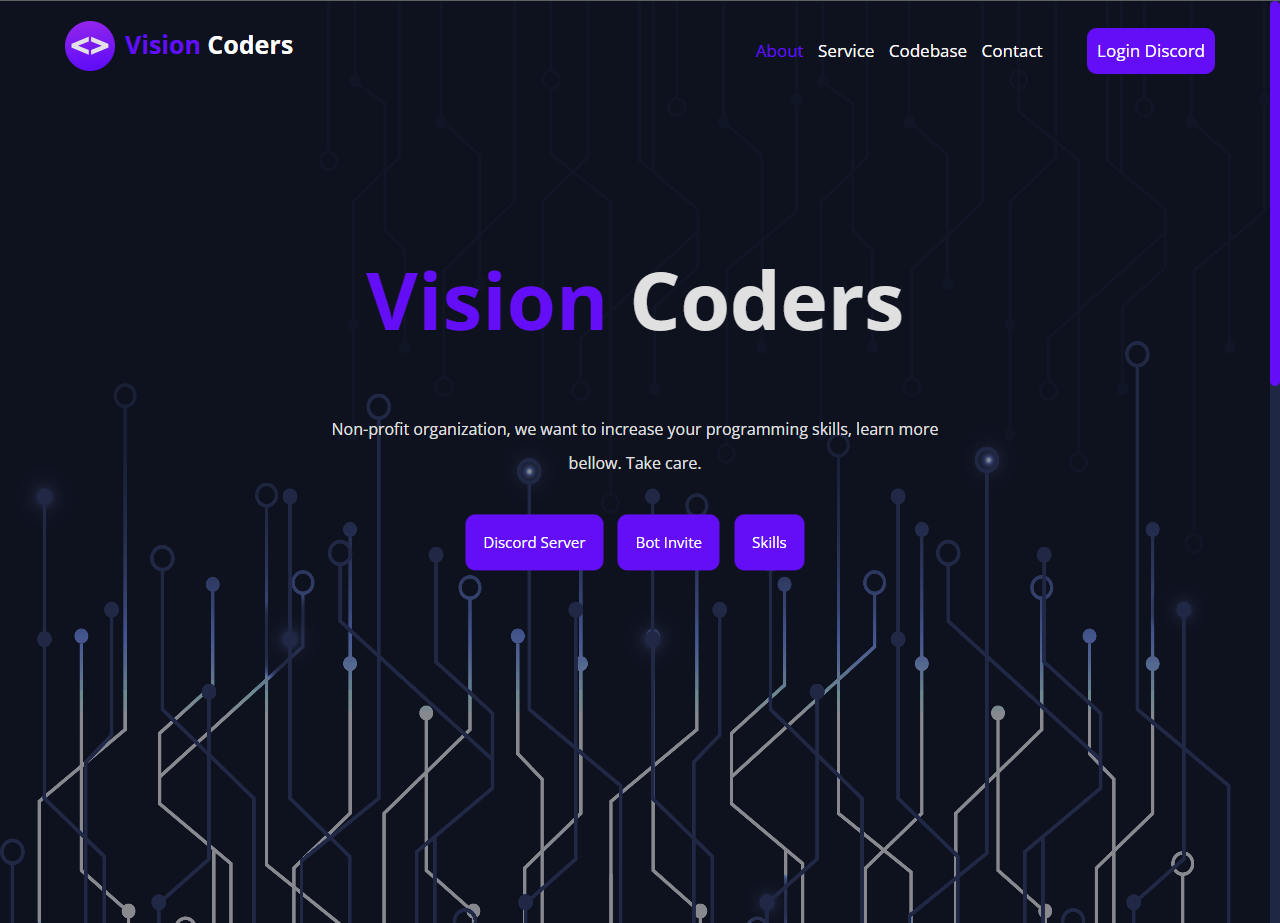 <> Vision Coders
About Service Codebase Contact Login Discord
Vision Coders
Non-profit organization, we want to increase your programming skills, learn more
bellow. Take care.
Discord Server Bot Invite Skills